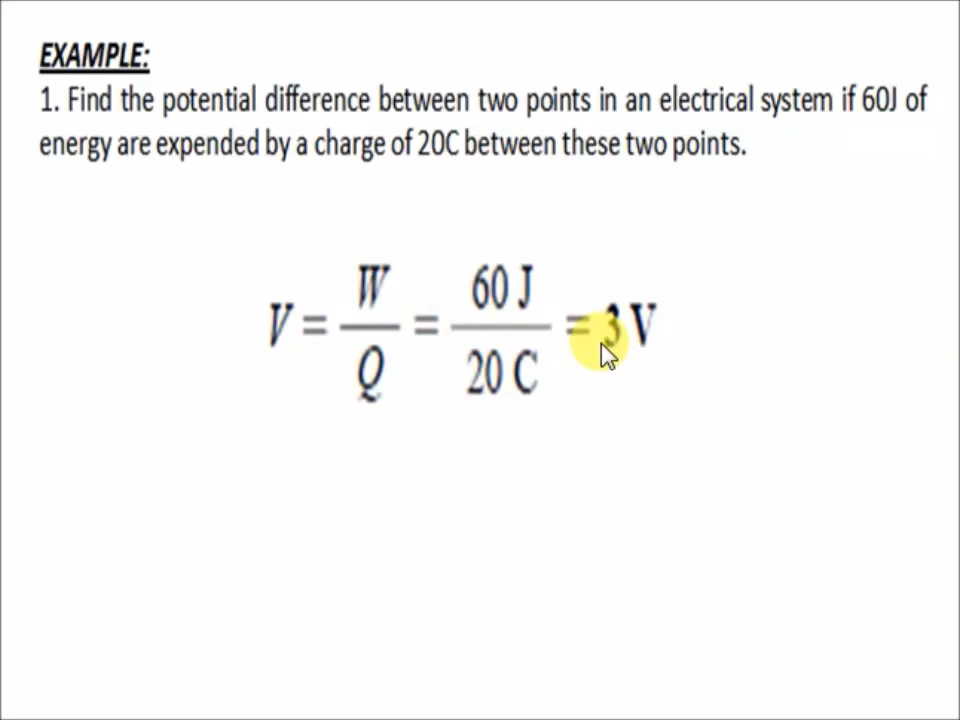 EXAMPLE:
1. Find the potential difference between two points in an electrical system if 60J of
energy are expended by a charge of 20C between these two points.
V = W/Q = 60 J/20 C = 3 V